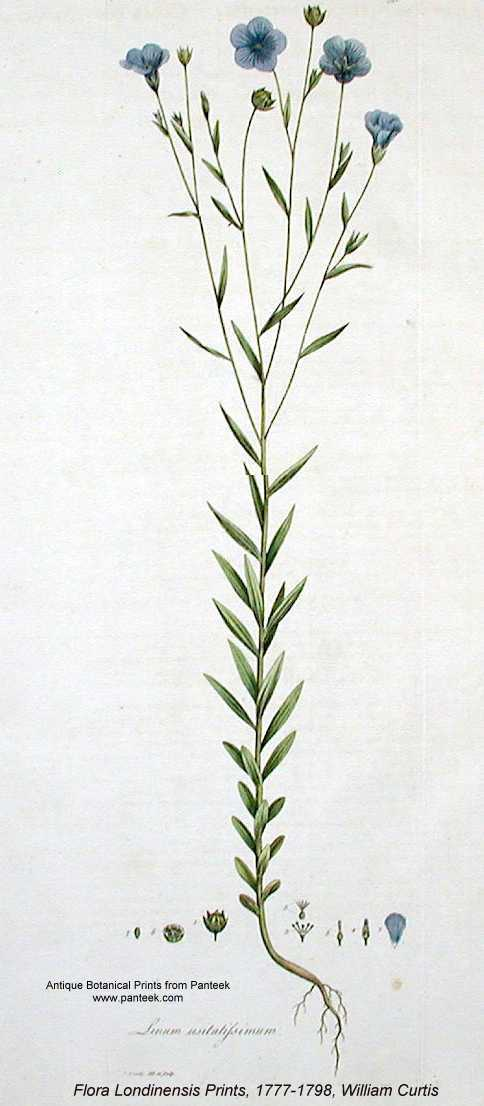 Antique Botanical Prints from Panteek
www.panteek.com
Linum usitatissimum.
Flora Londinensis Prints, 1777-1798, William Curtis